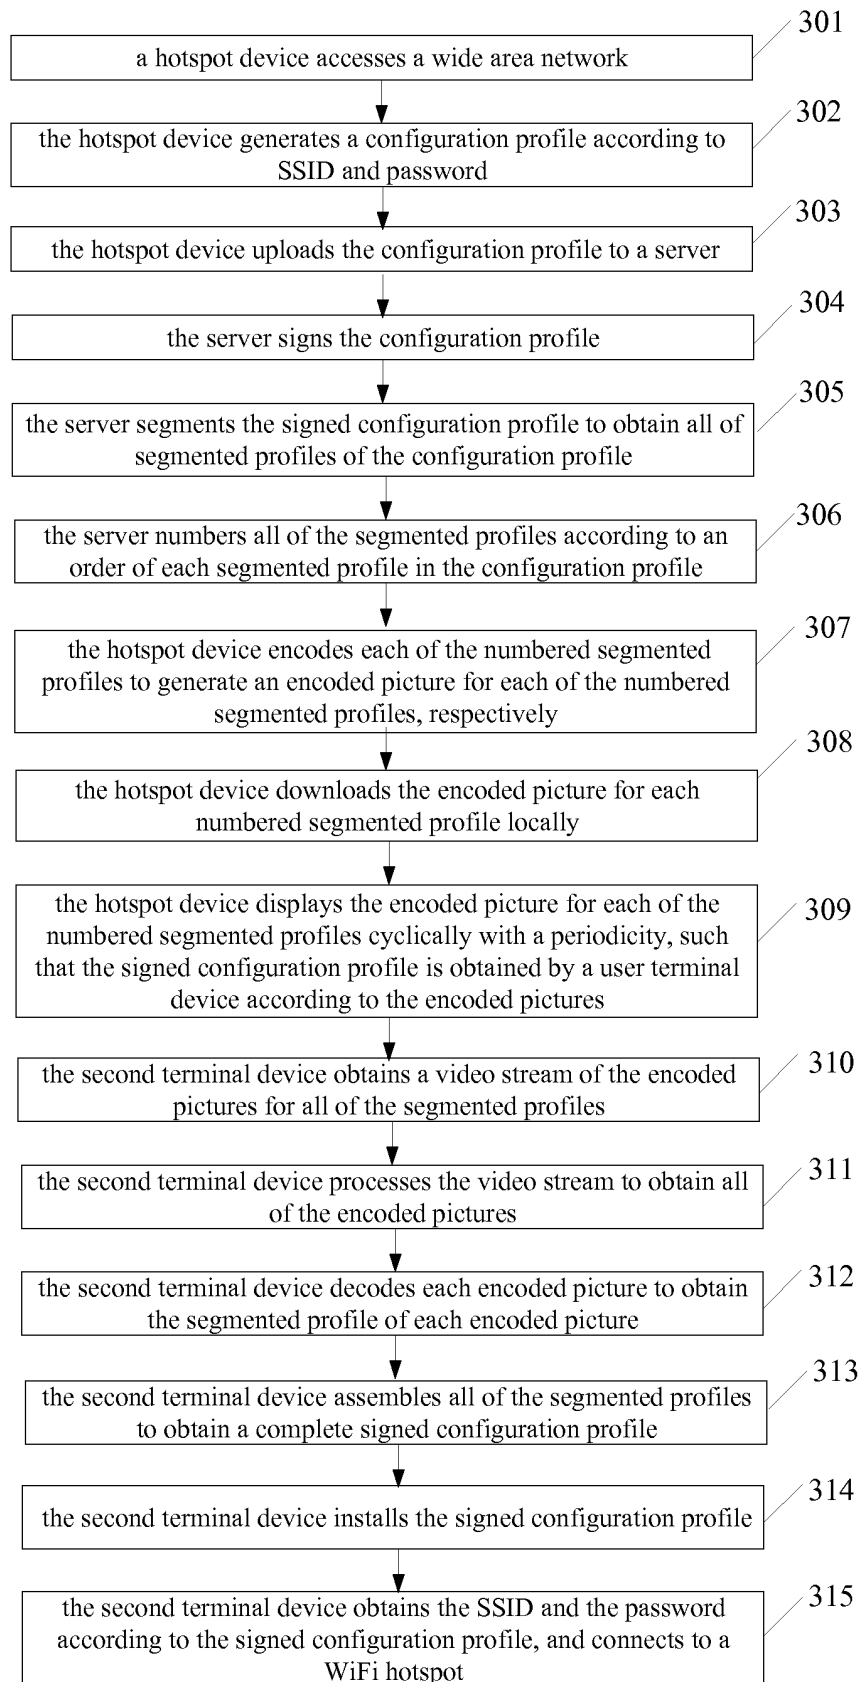 301
a hotspot device accesses a wide area network
302
the hotspot device generates a configuration profile according to
SSID and password
303
the hotspot device uploads the configuration profile to a server
304
the server signs the configuration profile
305
the server segments the signed configuration profile to obtain all of
segmented profiles of the configuration profile
306
the server numbers all of the segmented profiles according to an
order of each segmented profile in the configuration profile
307
the hotspot device encodes each of the numbered segmented
profiles to generate an encoded picture for each of the numbered
segmented profiles, respectively
308
the hotspot device downloads the encoded picture for each
numbered segmented profile locally
309
the hotspot device displays the encoded picture for each of the
numbered segmented profiles cyclically with a periodicity, such
that the signed configuration profile is obtained by a user terminal
device according to the encoded pictures
310
the second terminal device obtains a video stream of the encoded
pictures for all of the segmented profiles
311
the second terminal device processes the video stream to obtain all
of the encoded pictures
312
the second terminal device decodes each encoded picture to obtain
the segmented profile of each encoded picture
313
the second terminal device assembles all of the segmented profiles
to obtain a complete signed configuration profile
314
the second terminal device installs the signed configuration profile
315
the second terminal device obtains the SSID and the password
according to the signed configuration profile, and connects to a
WiFi hotspot